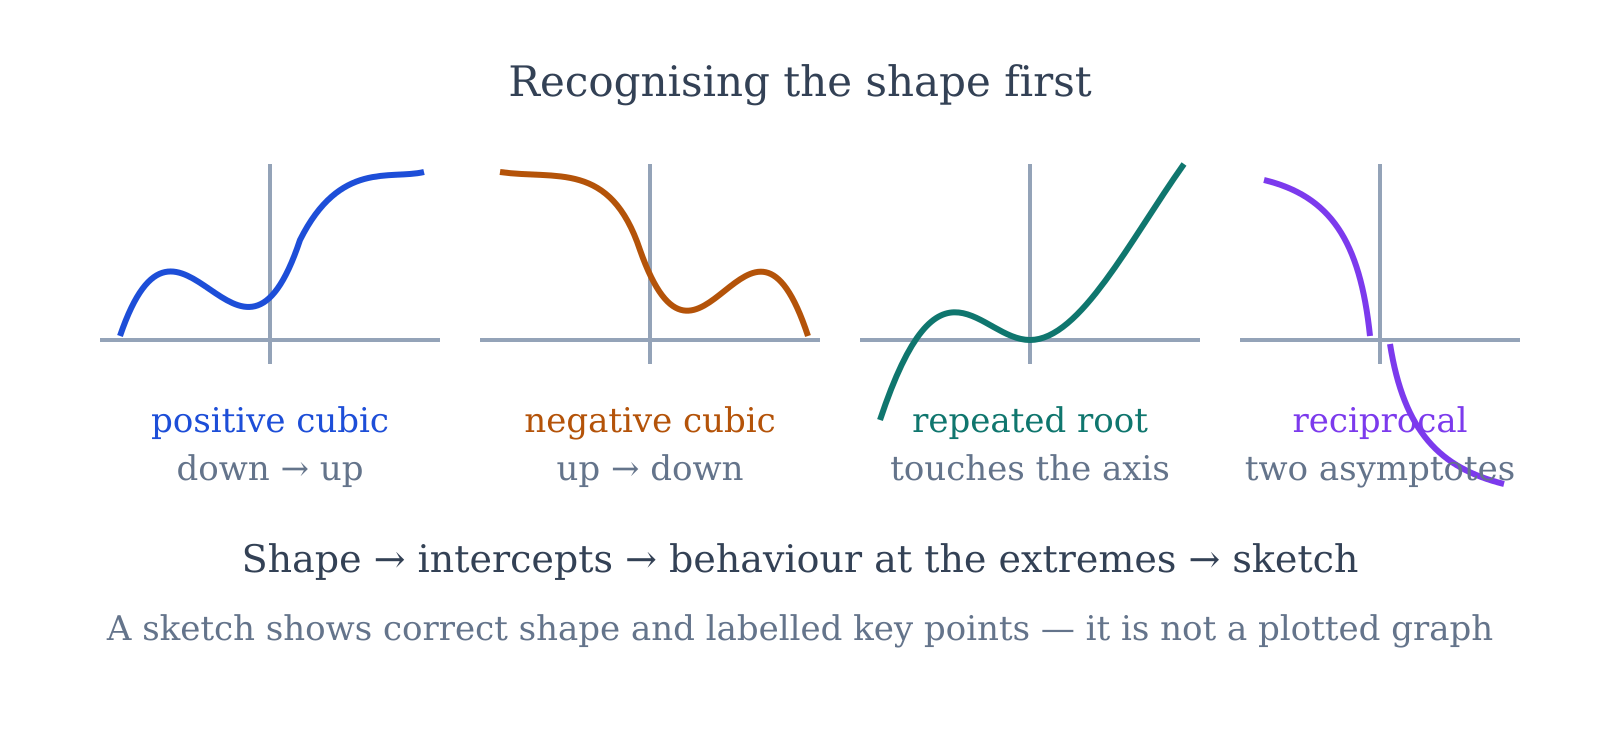 Recognising the shape first
positive cubic
down → up
negative cubic
up → down
repeated root
touches the axis
reciprocal
two asymptotes
Shape → intercepts → behaviour at the extremes → sketch
A sketch shows correct shape and labelled key points — it is not a plotted graph